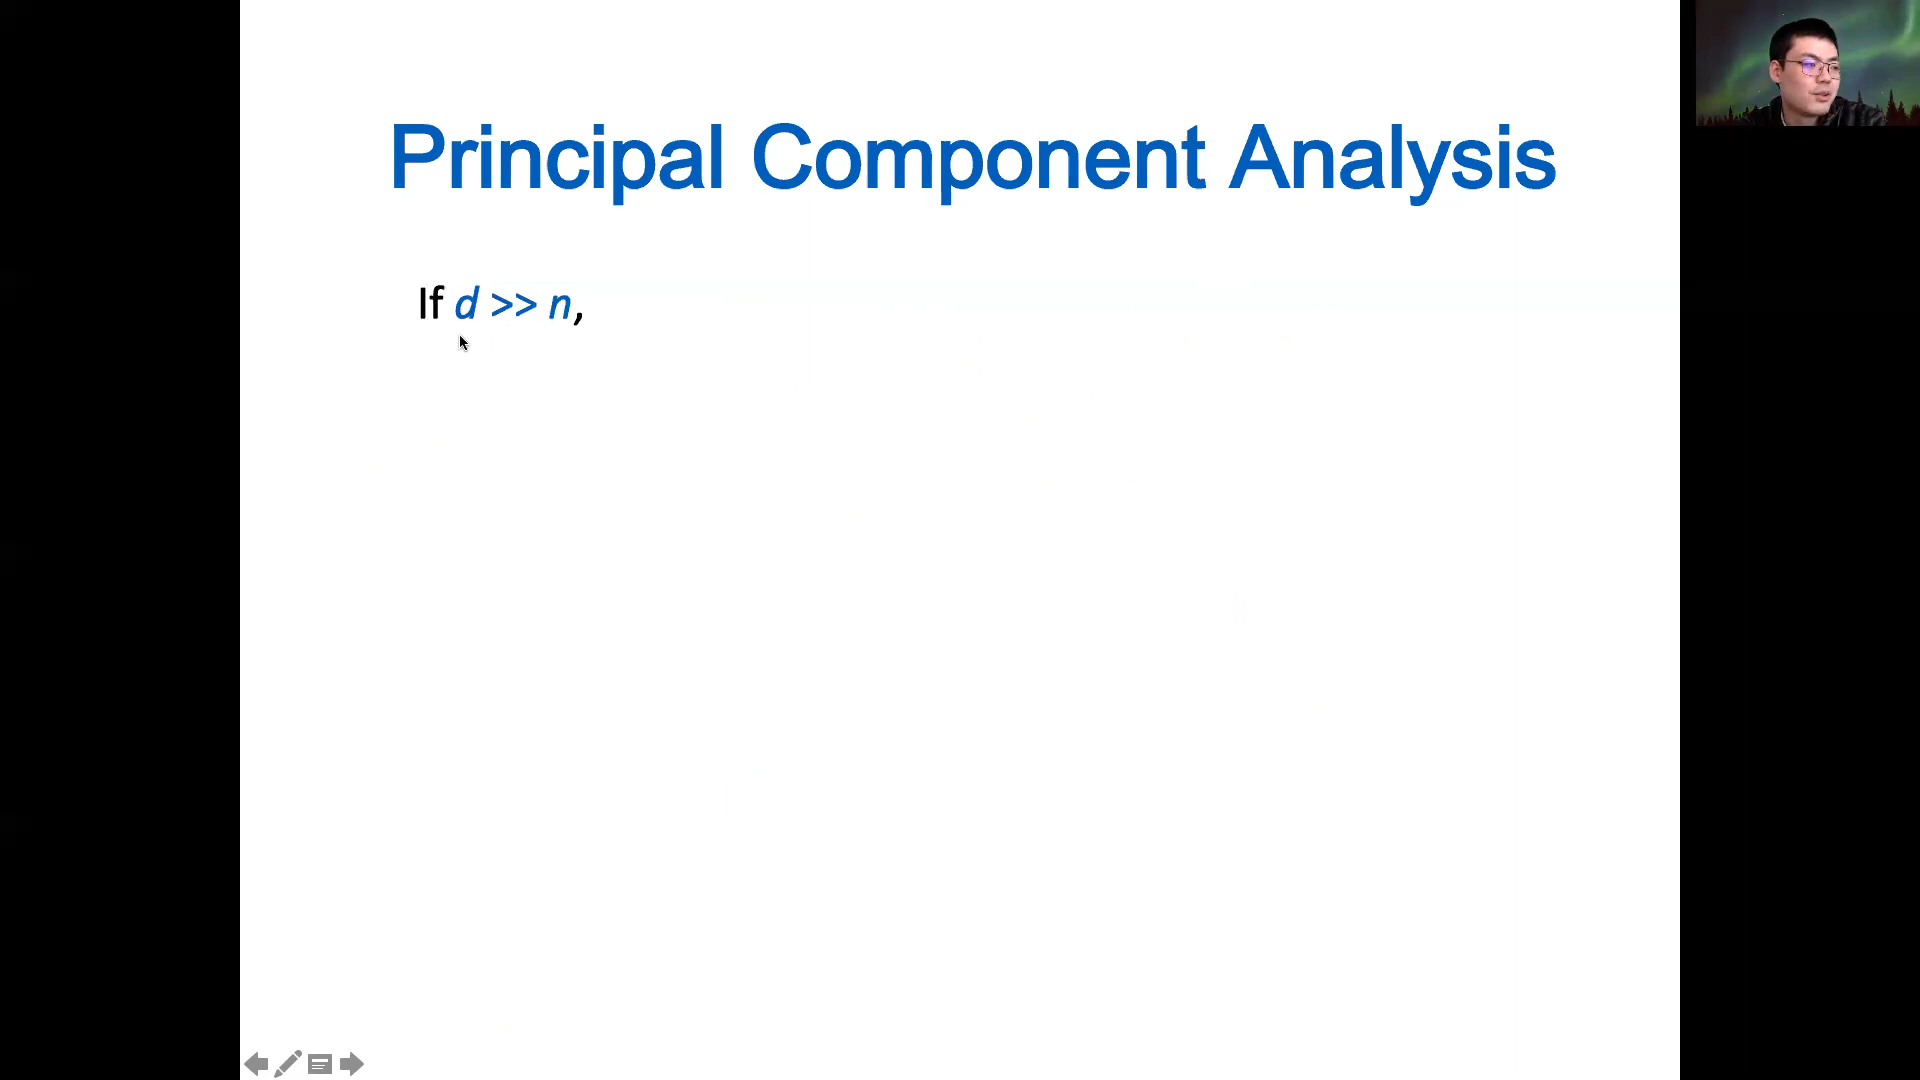 Principal Component Analysis
If d >> n,